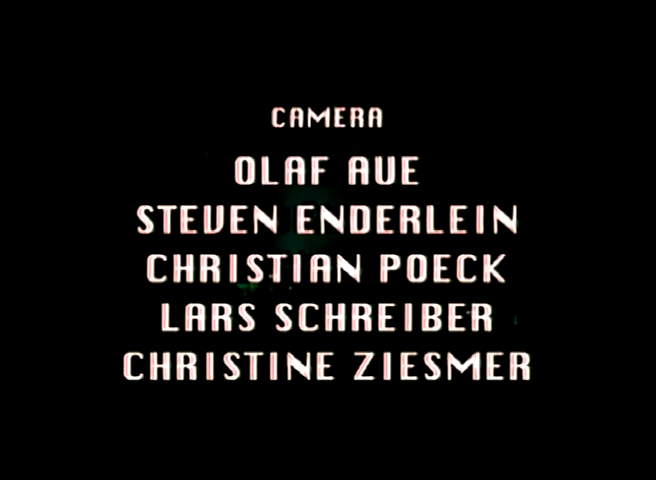 CAMERA
OLAF AUE
STEVEN ENDERLEIN
CHRISTIAN POECK
LARS SCHREIBER
CHRISTINE ZIESMER